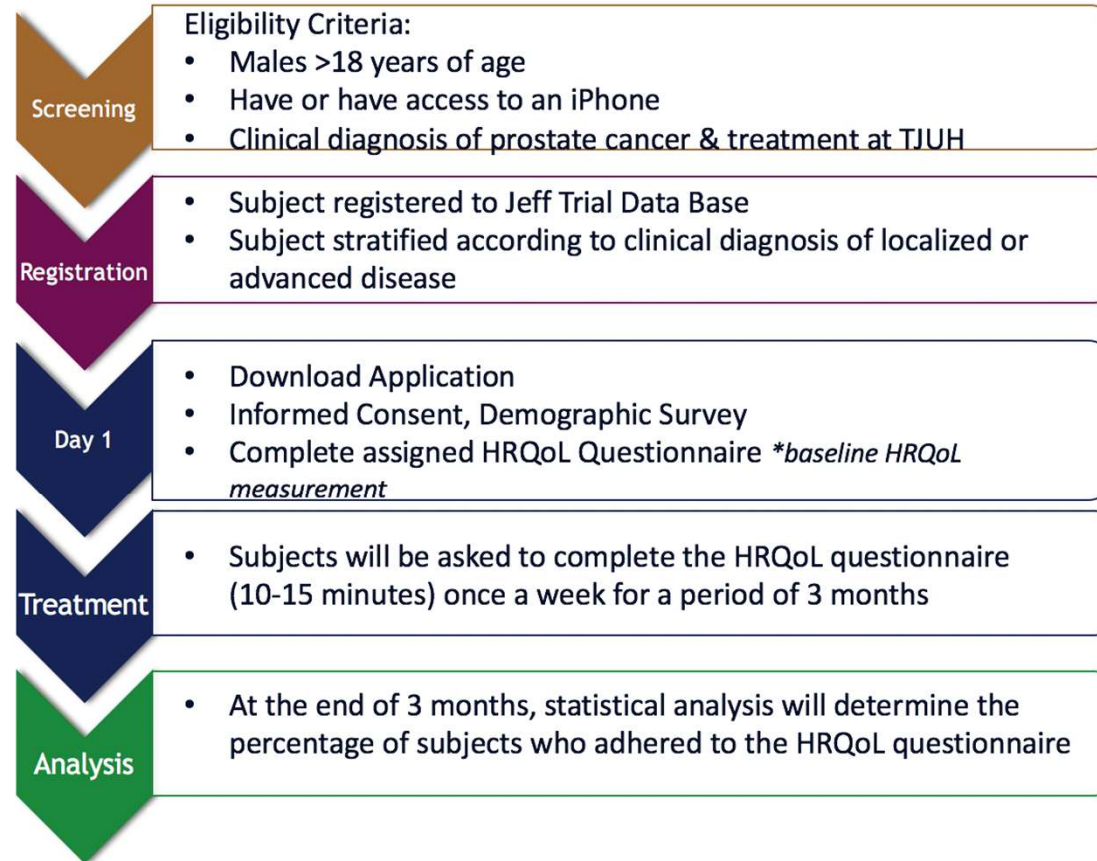 Eligibility Criteria:
• Males >18 years of age
Screening
• Have or have access to an iPhone
• Clinical diagnosis of prostate cancer & treatment at TJUH
• Subject registered to Jeff Trial Data Base
• Subject stratified according to clinical diagnosis of localized or
Registration
advanced disease
• Download Application
• Informed Consent, Demographic Survey
Day 1
• Complete assigned HRQoL Questionnaire *baseline HRQoL
measurement
• Subjects will be asked to complete the HRQoL questionnaire
Treatment
(10-15 minutes) once a week for a period of 3 months
• At the end of 3 months, statistical analysis will determine the
percentage of subjects who adhered to the HRQoL questionnaire
Analysis